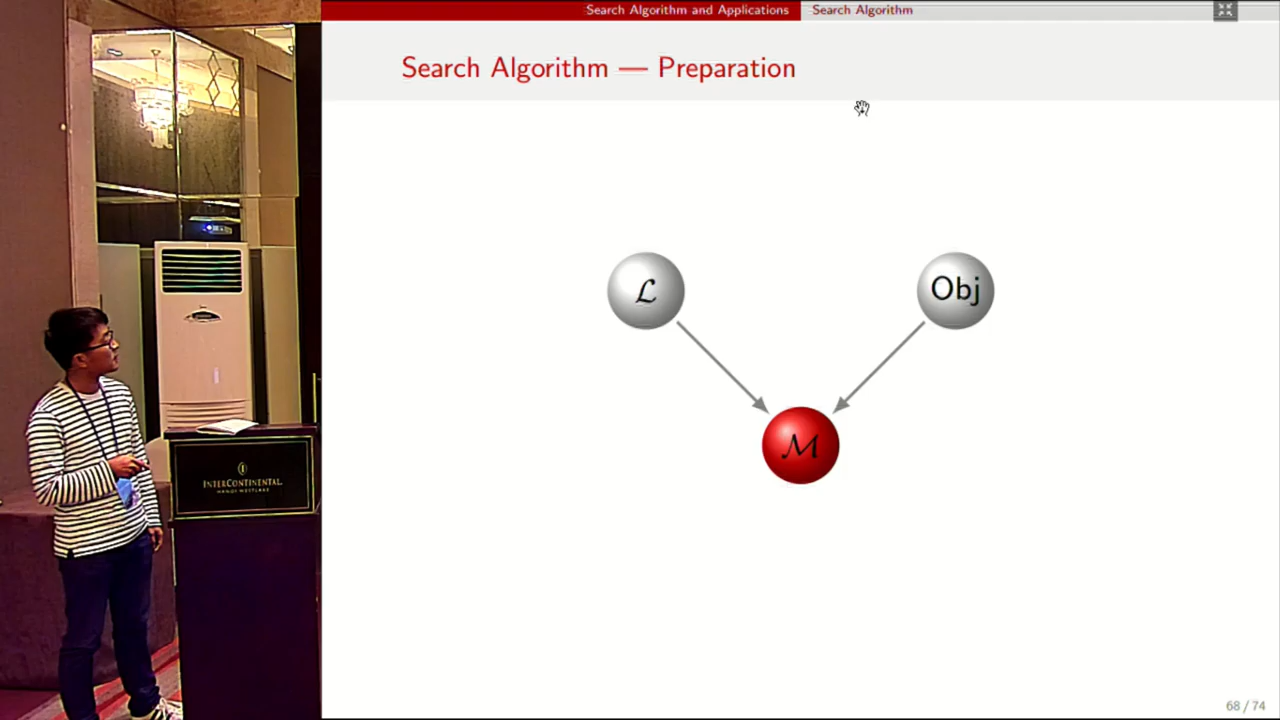 Search Algorithm and Applications
Search Algorithm
Search Algorithm — Preparation
ℒ
Obj
ℳ
INTERCONTINENTAL
HANOI WESTLAKE
68 / 74